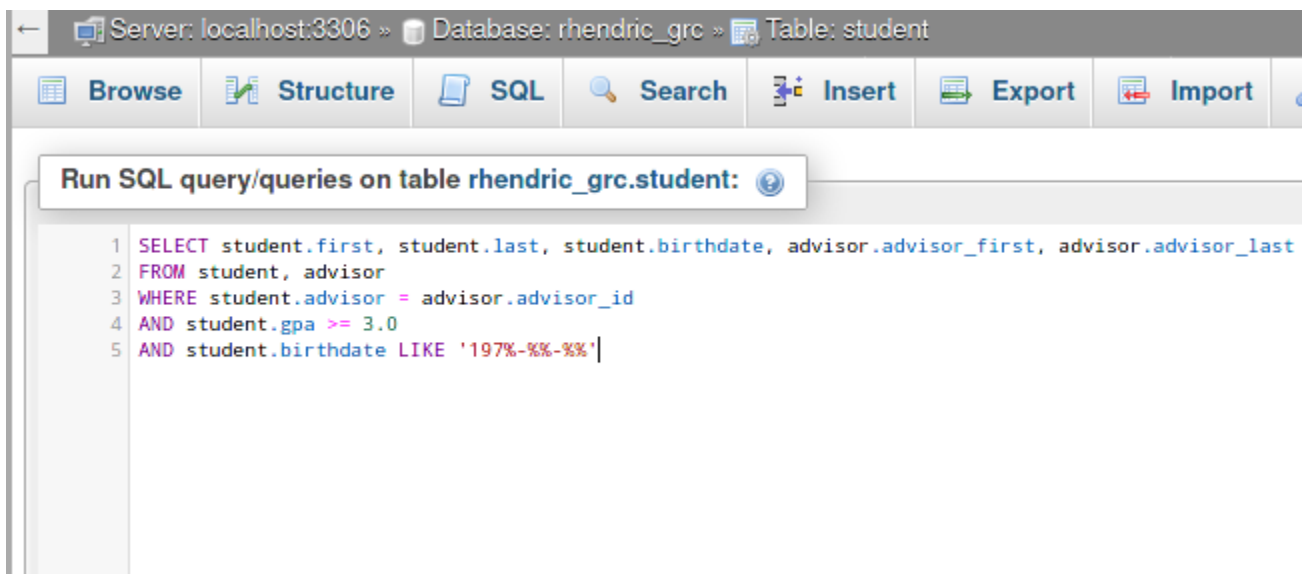 ← Server: localhost:3306 » Database: rhendric_grc » Table: student
Browse Structure SQL Search Insert Export Import
Run SQL query/queries on table rhendric_grc.student:
1 SELECT student.first, student.last, student.birthdate, advisor.advisor_first, advisor.advisor_last
2 FROM student, advisor
3 WHERE student.advisor = advisor.advisor_id
4 AND student.gpa >= 3.0
5 AND student.birthdate LIKE '197%-%%-%%'